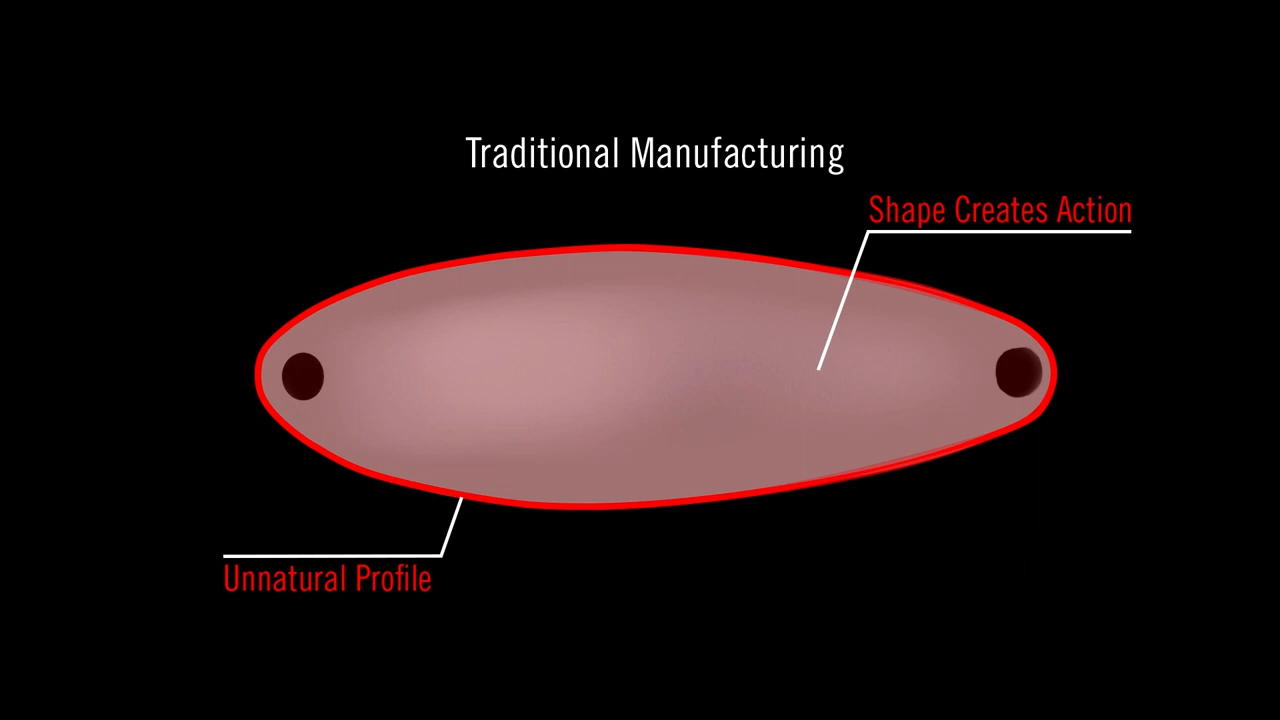 Traditional Manufacturing
Shape Creates Action
Unnatural Profile